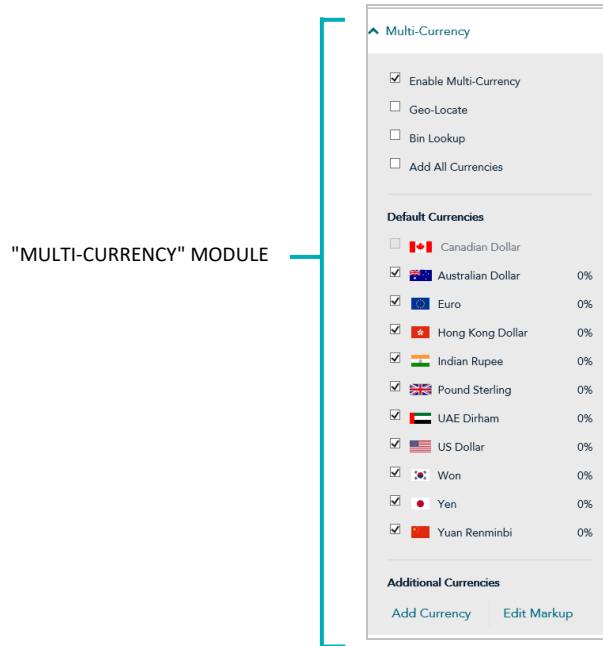 Multi-Currency
Enable Multi-Currency
Geo-Locate
Bin Lookup
Add All Currencies
"MULTI-CURRENCY" MODULE
Default Currencies
Canadian Dollar
Australian Dollar 0%
Euro 0%
Hong Kong Dollar 0%
Indian Rupee 0%
Pound Sterling 0%
UAE Dirham 0%
US Dollar 0%
Won 0%
Yen 0%
Yuan Renminbi 0%
Additional Currencies
Add Currency Edit Markup